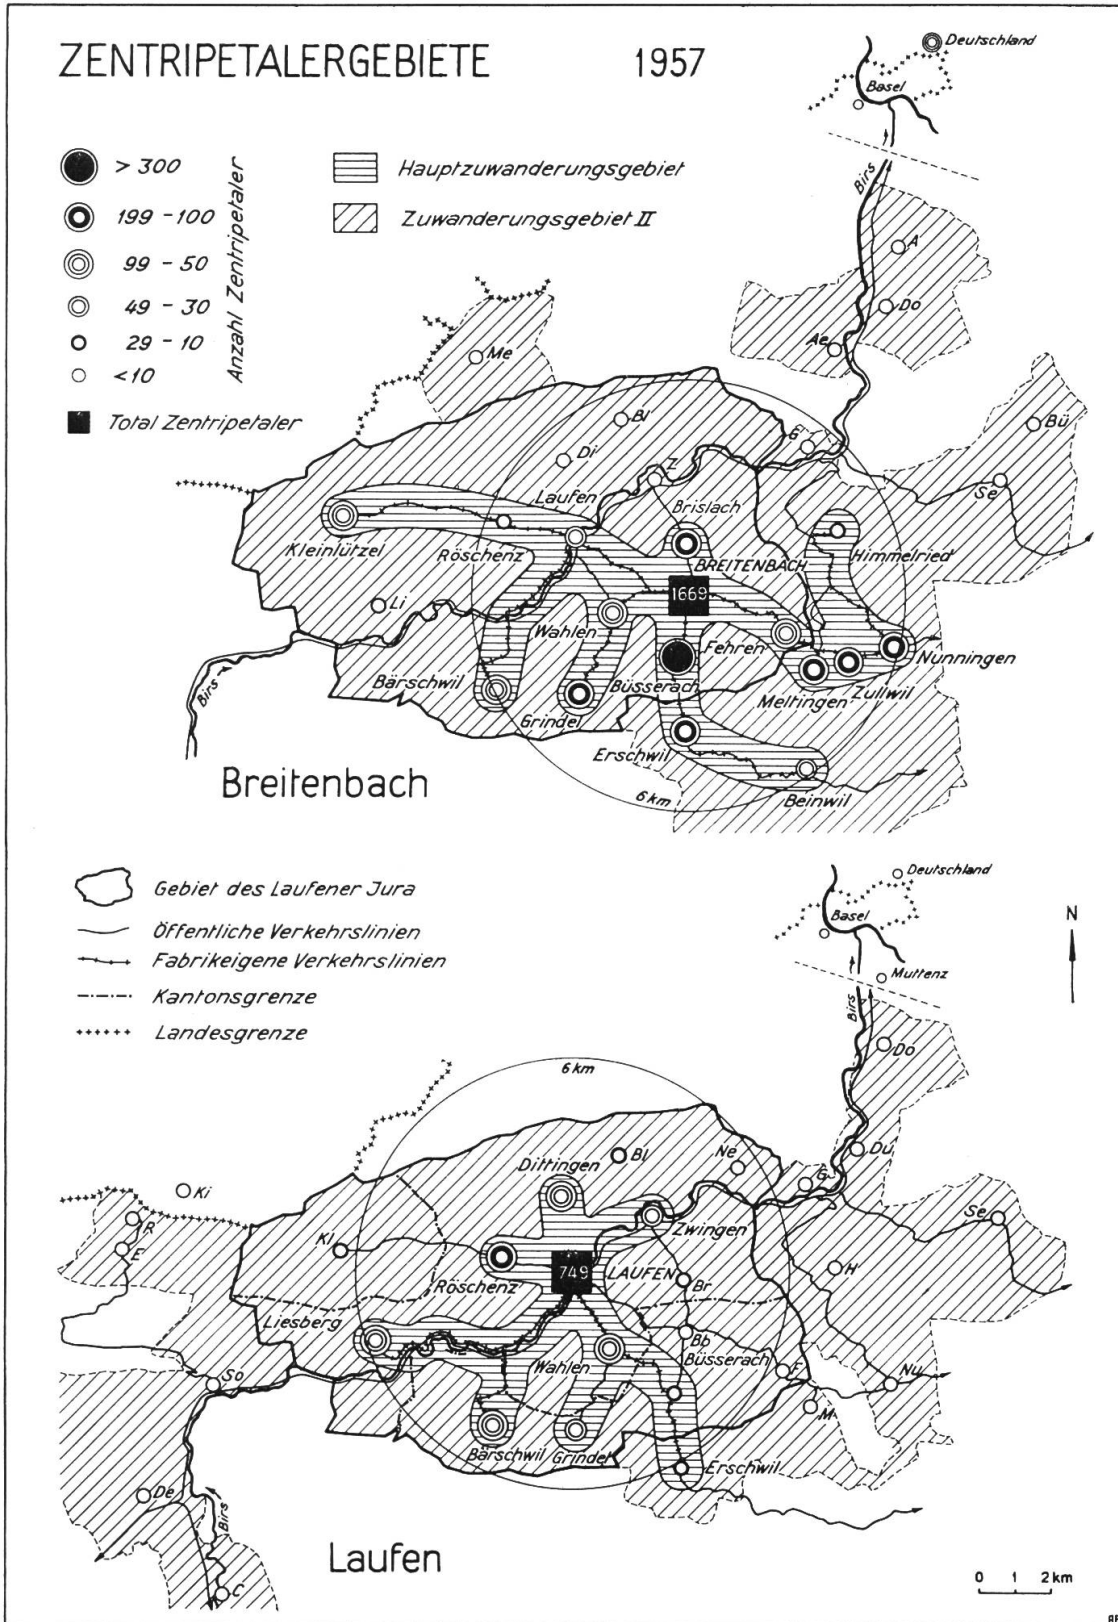 ZENTRIPETALERGEBIETE 1957
> 300
199 - 100
99 - 50
49 - 30
29 - 10
<10
Anzahl Zentripetaler
Total Zentripetaler
Hauptzuwanderungsgebiet
Zuwanderungsgebiet II
Deutschland
Basel
Birs
A
Do
Ae
Me
Bü
Bl
G
Di
Z
Se
Laufen
Brislach
Kleinlützel
Röschenz
Himmelried
BREITENBACH
1669
Li
Wahlen
Fehren
Nunningen
Bärschwil
Büsserach
Zullwil
Meltingen
Birs
Grindel
Erschwil
Breitenbach
Beinwil
6 km
Gebiet des Laufener Jura
Öffentliche Verkehrslinien
Fabrikeigene Verkehrslinien
Kantonsgrenze
Landesgrenze
Deutschland
Basel
N
Muttenz
Birs
Do
6 km
Du
Bl
Ne
Dittingen
G
Ki
R
Se
E
Kl
Zwingen
H
749
LAUFEN
Röschenz
Br
Liesberg
Bb
Wahlen
Büsserach
F
So
Nu
M
Bärschwil
Grindel
Erschwil
De
Birs
Laufen
C
0 1 2 km